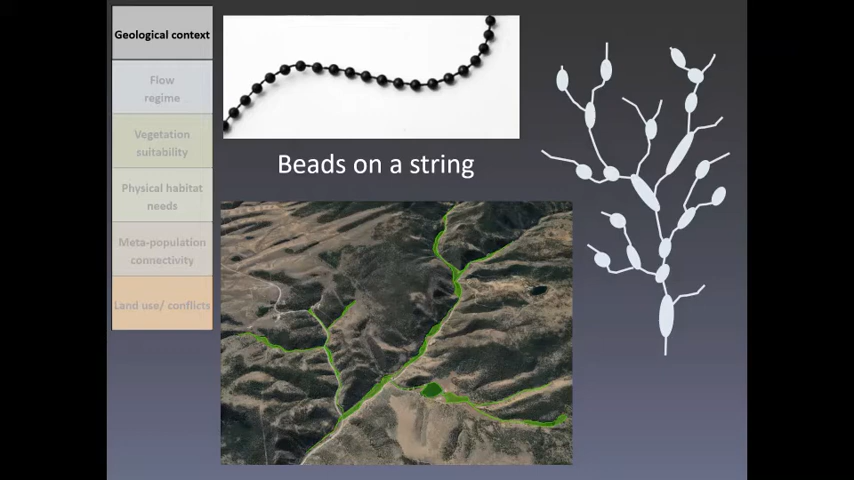 Geological context
Flow
regime
Vegetation
suitability
Physical habitat
needs
Meta-population
connectivity
Land use/ conflicts
Beads on a string